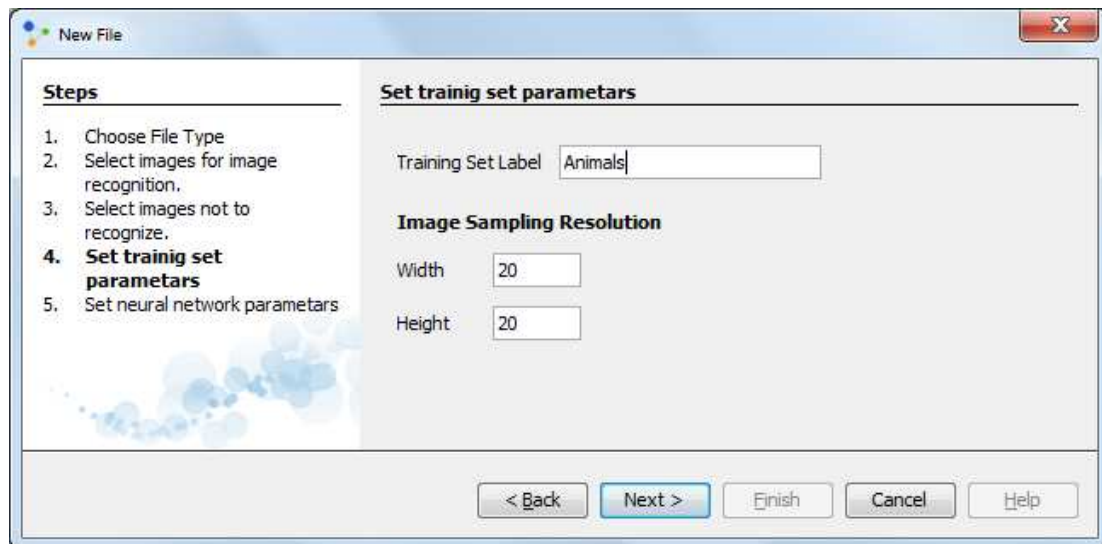 New File
Steps
1. Choose File Type
2. Select images for image
recognition.
3. Select images not to
recognize.
4. Set trainig set
parametars
5. Set neural network parametars
Set trainig set parametars
Training Set Label Animals
Image Sampling Resolution
Width 20
Height 20
< Back Next > Finish Cancel Help